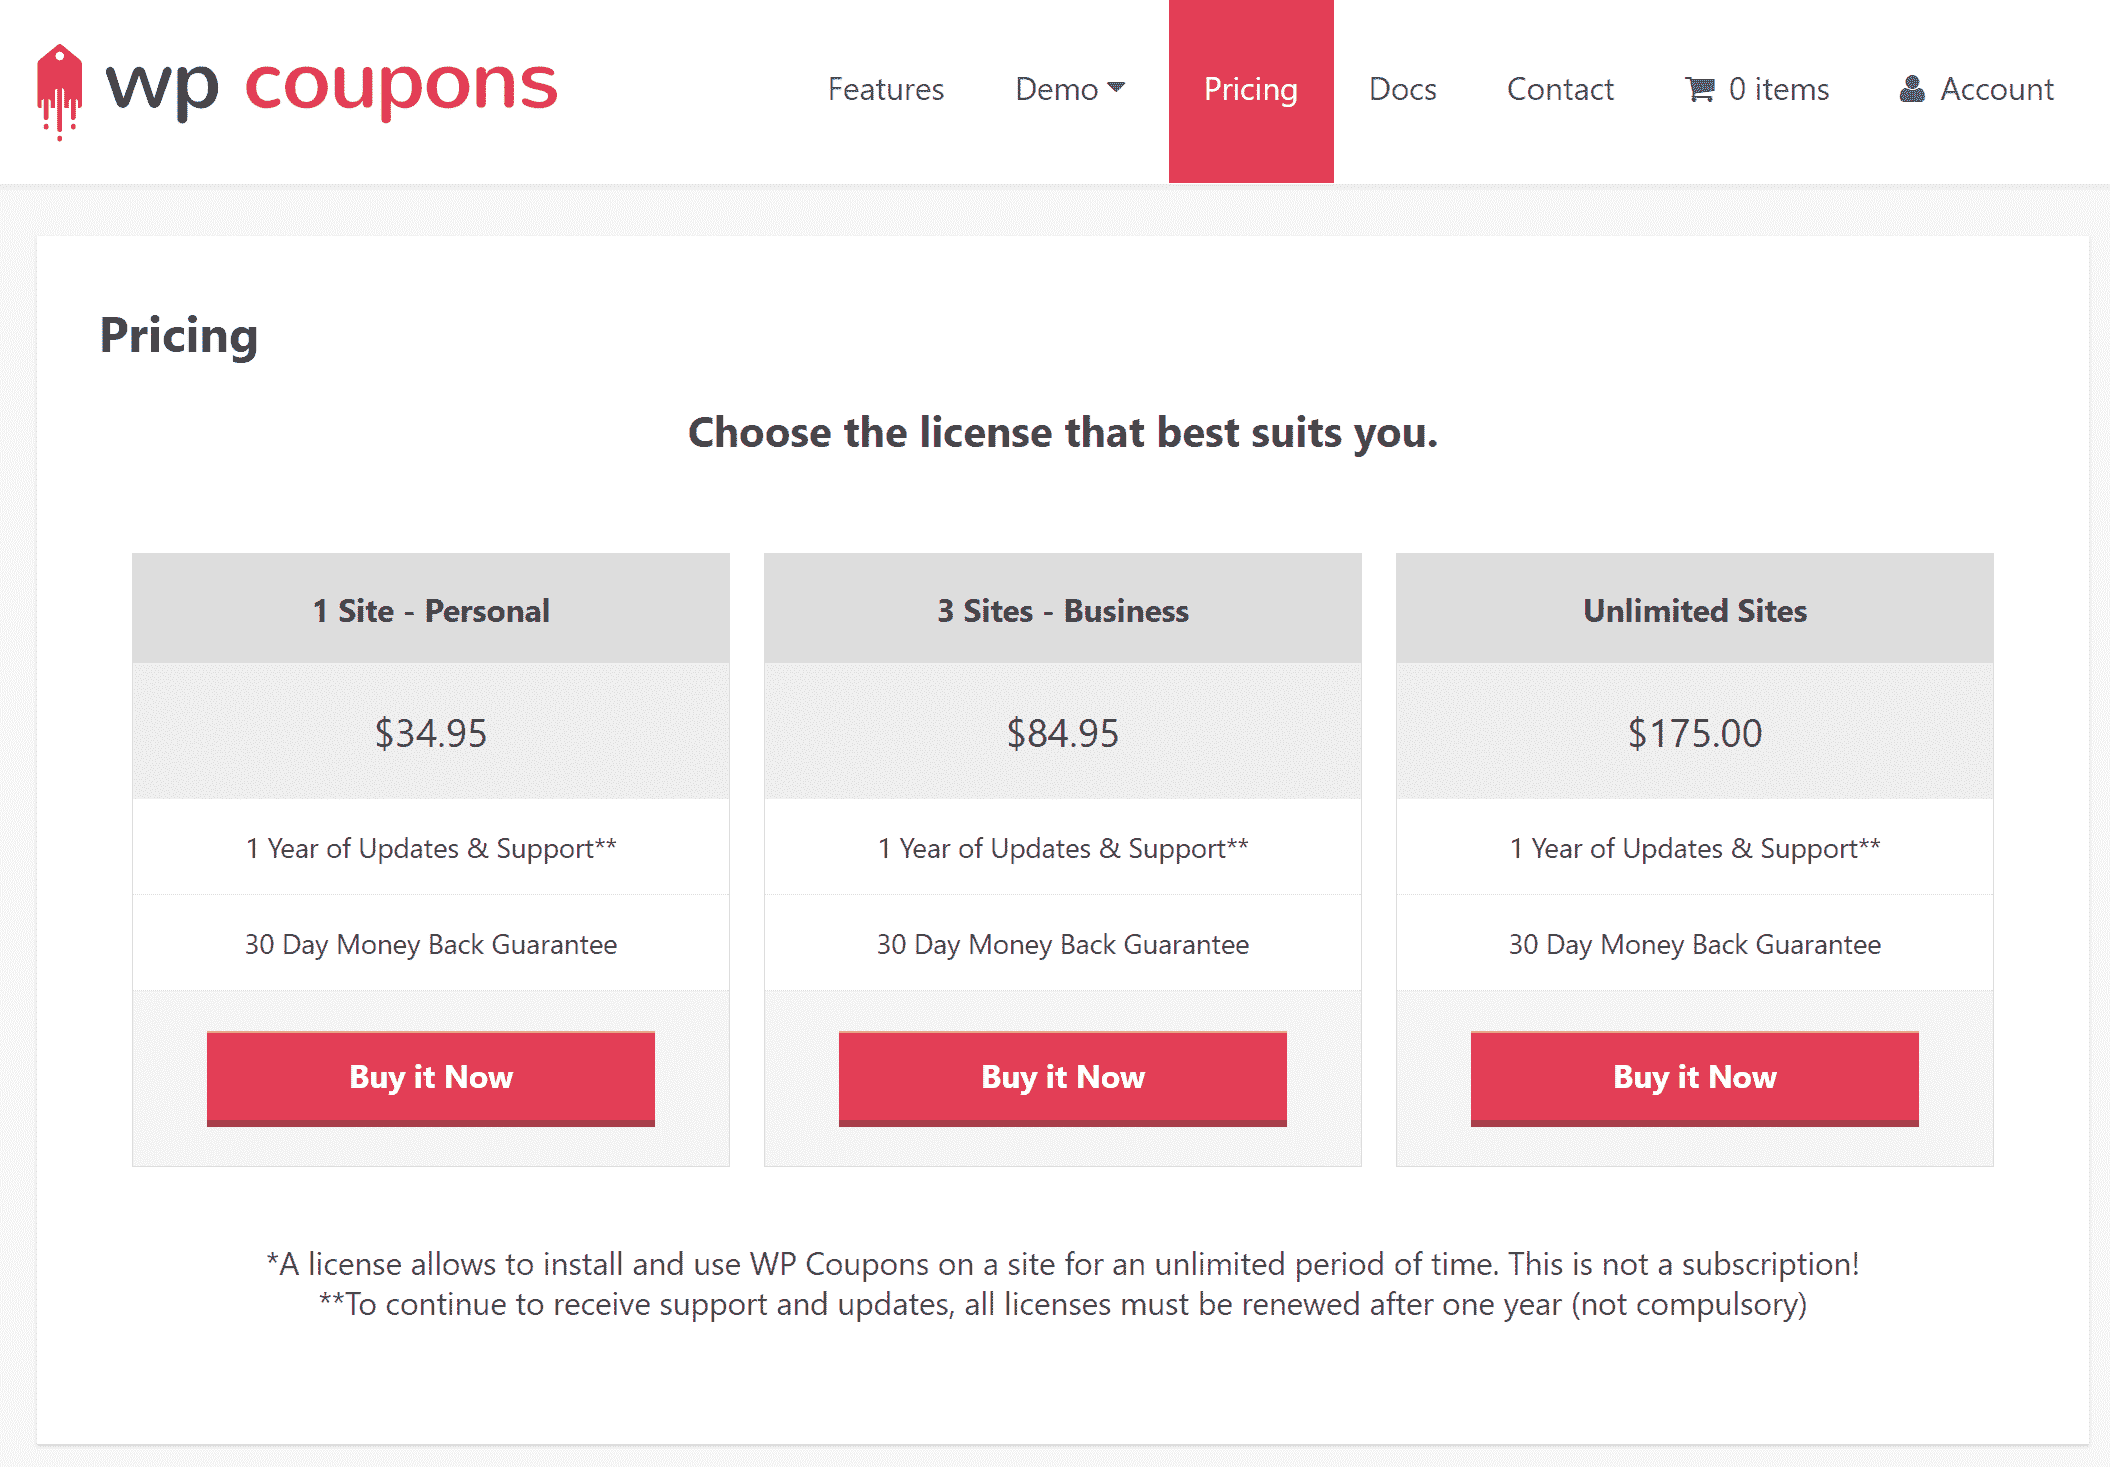 wp coupons
Features Demo Pricing Docs Contact 0 items Account
Pricing
Choose the license that best suits you.
1 Site - Personal
$34.95
1 Year of Updates & Support**
30 Day Money Back Guarantee
Buy it Now
3 Sites - Business
$84.95
1 Year of Updates & Support**
30 Day Money Back Guarantee
Buy it Now
Unlimited Sites
$175.00
1 Year of Updates & Support**
30 Day Money Back Guarantee
Buy it Now
*A license allows to install and use WP Coupons on a site for an unlimited period of time. This is not a subscription!
**To continue to receive support and updates, all licenses must be renewed after one year (not compulsory)